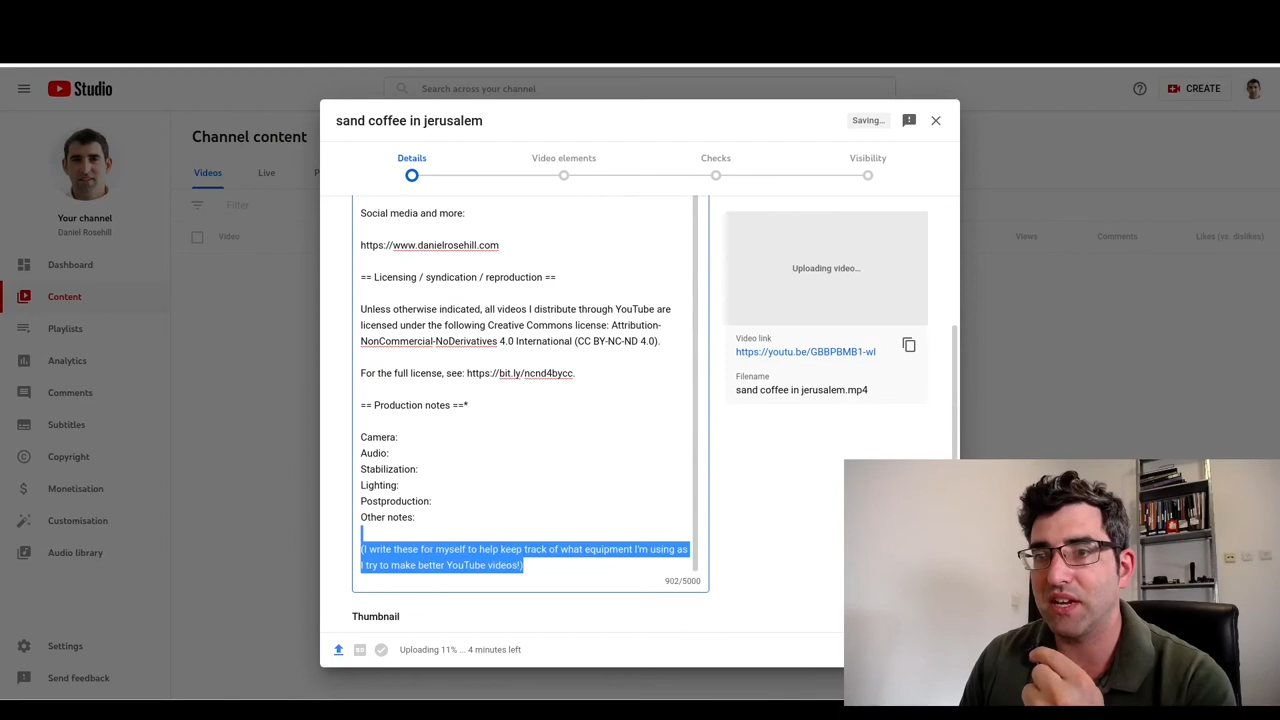 Studio
Search across your channel
CREATE
Your channel
Daniel Rosehill
Dashboard
Content
Playlists
Analytics
Comments
Subtitles
Copyright
Monetisation
Customisation
Audio library
Settings
Send feedback
Channel content
Videos
Live
P
Filter
Video
Views
Comments
Likes (vs. dislikes)
sand coffee in jerusalem
Saving...
Details
Video elements
Checks
Visibility
Social media and more:
https://www.danielrosehill.com
== Licensing / syndication / reproduction ==
Unless otherwise indicated, all videos I distribute through YouTube are
licensed under the following Creative Commons license: Attribution-
NonCommercial-NoDerivatives 4.0 International (CC BY-NC-ND 4.0).
For the full license, see: https://bit.ly/ncnd4bycc.
== Production notes ==*
Camera:
Audio:
Stabilization:
Lighting:
Postproduction:
Other notes:
(I write these for myself to help keep track of what equipment I'm using as
I try to make better YouTube videos!)
902/5000
Thumbnail
Uploading video...
Video link
https://youtu.be/GBBPBMB1-wI
Filename
sand coffee in jerusalem.mp4
Uploading 11% ... 4 minutes left